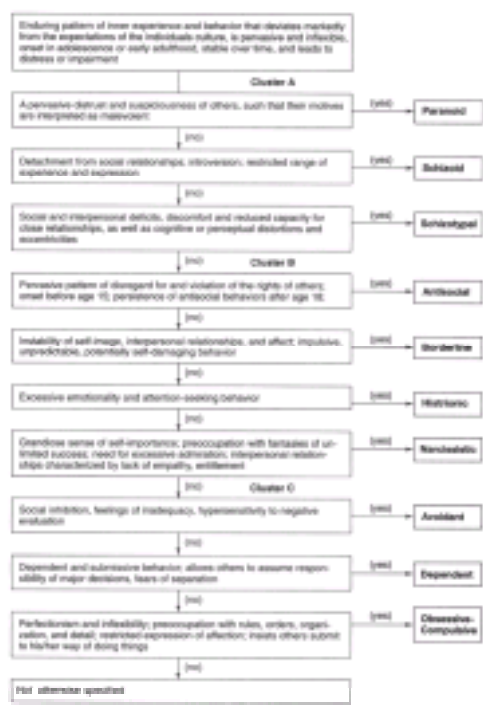 Enduring pattern of inner experience and behavior that deviates markedly
from the expectations of the individuals culture, is pervasive and inflexible,
onset in adolescence or early adulthood, stable over time, and leads to
distress or impairment
Cluster A
A pervasive distrust and suspiciousness of others, such that their motives
are interpreted as malevolent
(yes)
Paranoid
(no)
Detachment from social relationships, introversion, restricted range of
experience and expression
(yes)
Schizoid
(no)
Social and interpersonal deficits, discomfort and reduced capacity for
close relationships, as well as cognitive or perceptual distortions and
eccentricities
(yes)
Schizotypal
(no)
Cluster B
Pervasive pattern of disregard for and violation of the rights of others;
onset before age 15; persistence of antisocial behaviors after age 18;
(yes)
Antisocial
(no)
Instability of self-image, interpersonal relationships, and affect; impulsive,
unpredictable, potentially self-damaging behavior
(yes)
Borderline
(no)
Excessive emotionality and attention-seeking behavior
(yes)
Histrionic
(no)
Grandiose sense of self-importance; preoccupation with fantasies of un-
limited success; need for excessive admiration; interpersonal relation-
ships characterized by lack of empathy, entitlement
(yes)
Narcissistic
(no)
Cluster C
Social inhibition, feelings of inadequacy, hypersensitivity to negative
evaluation
(yes)
Avoidant
(no)
Dependent and submissive behavior; allows others to assume respon-
sibility of major decisions, fears of separation
(yes)
Dependent
(no)
Perfectionism and inflexibility; preoccupation with rules, orders, organi-
zation, and detail; restricted expression of affection; insists others submit
to his/her way of doing things
(yes)
Obsessive-
Compulsive
(no)
Not otherwise specified